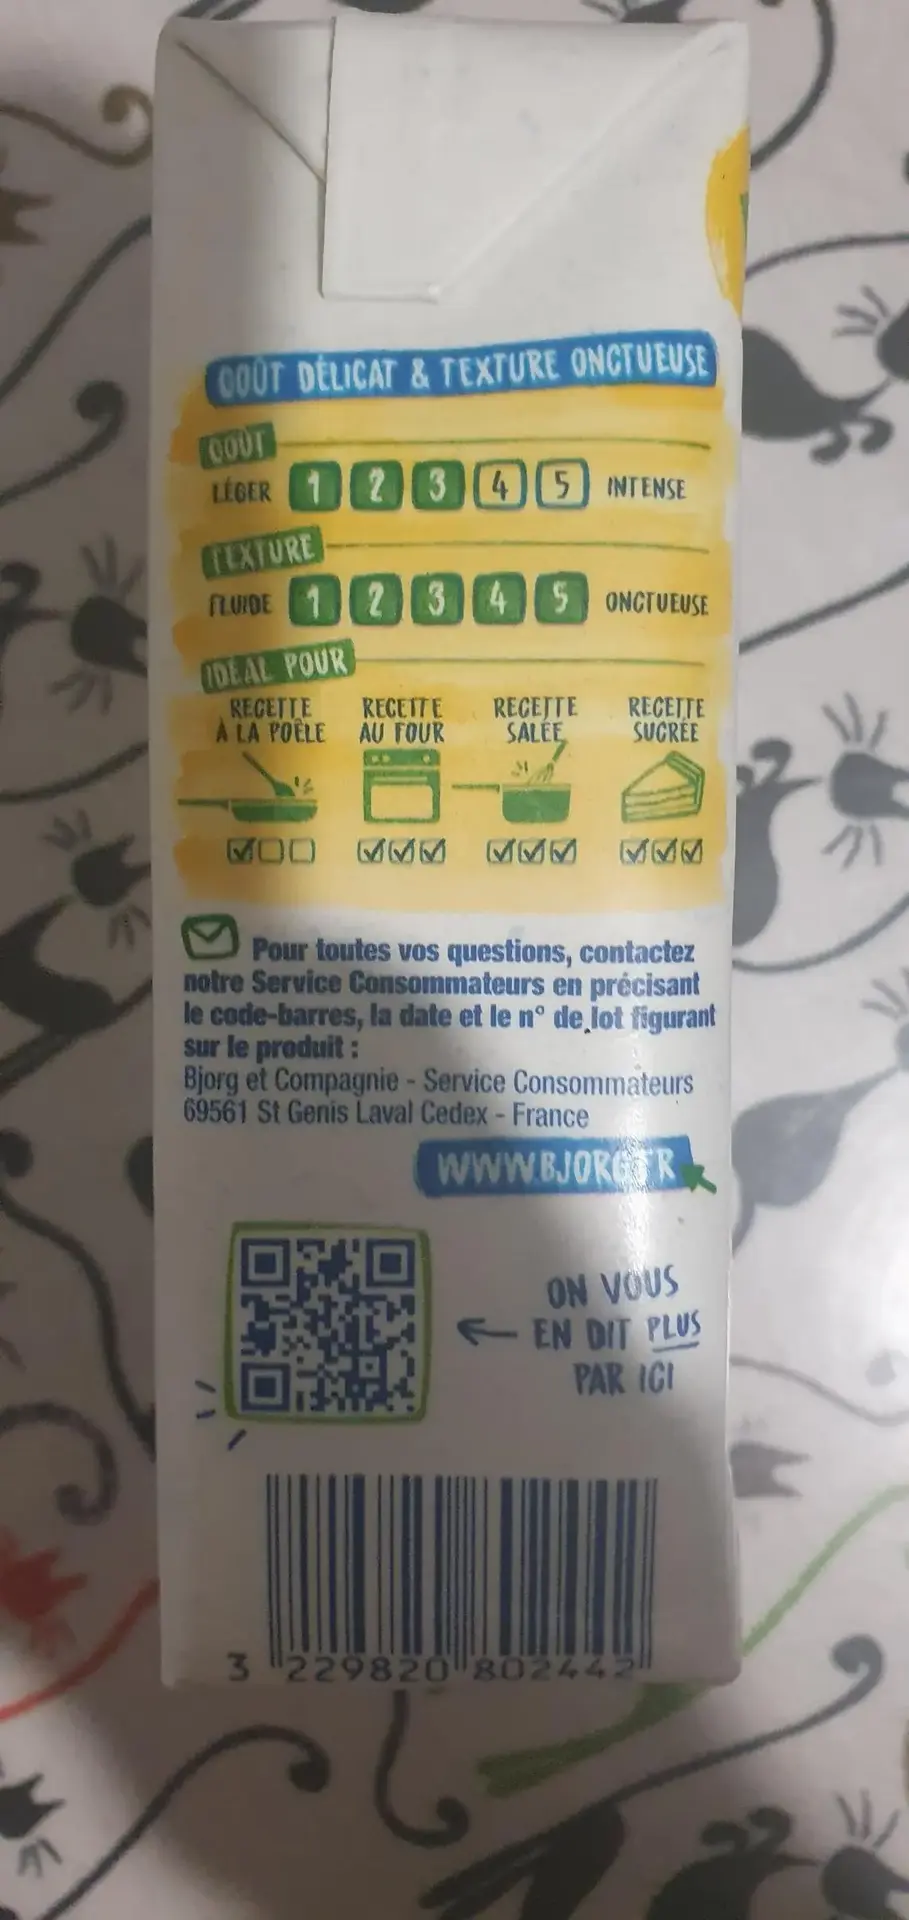 GOÛT DÉLICAT & TEXTURE ONCTUEUSE
GOÛT
LÉGER 1 2 3 4 5 INTENSE
TEXTURE
FLUIDE 1 2 3 4 5 ONCTUEUSE
IDÉAL POUR
RECETTE À LA POÊLE
RECETTE AU FOUR
RECETTE SALÉE
RECETTE SUCRÉE
Pour toutes vos questions, contactez
notre Service Consommateurs en précisant
le code-barres, la date et le n° de lot figurant
sur le produit :
Bjorg et Compagnie - Service Consommateurs
69561 St Genis Laval Cedex - France
WWW.BJORG.FR
ON VOUS
EN DIT PLUS
PAR ICI
3 229820 802442